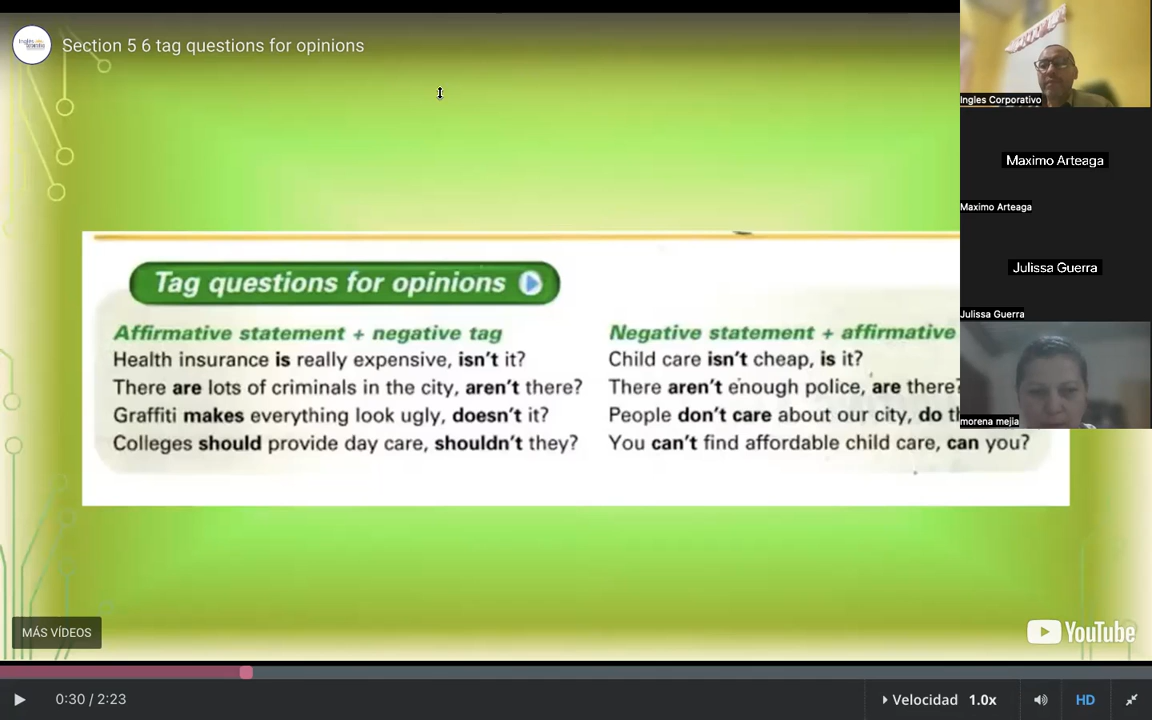 Section 5 6 tag questions for opinions
Ingles Corporativo
Maximo Arteaga
Maximo Arteaga
Julissa Guerra
Julissa Guerra
morena mejia
Tag questions for opinions
Affirmative statement + negative tag
Health insurance is really expensive, isn't it?
There are lots of criminals in the city, aren't there?
Graffiti makes everything look ugly, doesn't it?
Colleges should provide day care, shouldn't they?
Negative statement + affirmative
Child care isn't cheap, is it?
There aren't enough police, are there?
People don't care about our city, do
You can't find affordable child care, can you?
MÁS VÍDEOS
YouTube
0:30 / 2:23
Velocidad 1.0x
HD